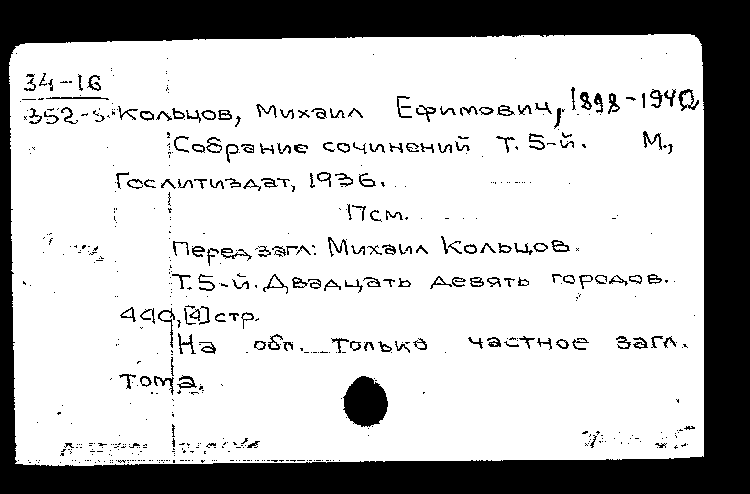 34-16
352-5 Кольцов, Михаил Ефимович, 1898-1940
Собрание сочинений Т. 5-й. М.,
Гослитиздат, 1936.
17см.
Перед загл: Михаил Кольцов.
Т.5-й. Двадцать девять городов.
440,[4] стр.
На обл. только частное загл.
тома.